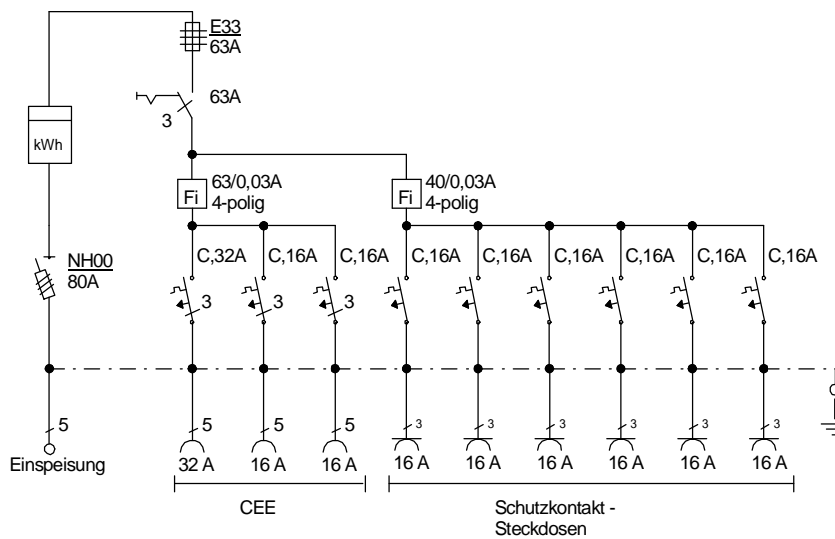 E33
63A
63A
3
kWh
63/0,03A
Fi
4-polig
40/0,03A
Fi
4-polig
C,32A C,16A C,16A C,16A C,16A C,16A C,16A C,16A C,16A
NH00
80A
3 3 3
5 5 5 5 3 3 3 3 3 3
Einspeisung
32 A 16 A 16 A 16 A 16 A 16 A 16 A 16 A 16 A
CEE
Schutzkontakt -
Steckdosen